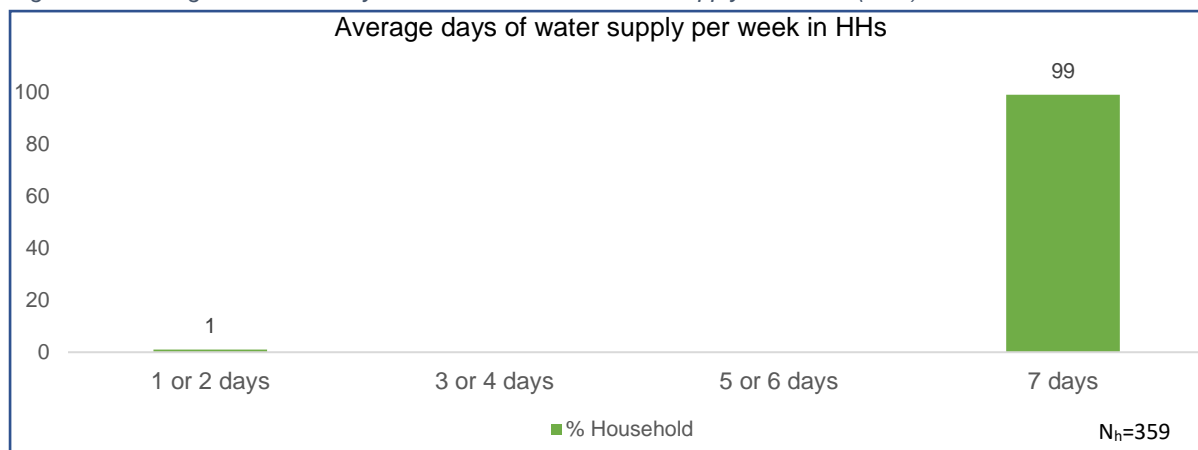 Average days of water supply per week in HHs
99
100
80
60
40
20
1
0
1 or 2 days 3 or 4 days 5 or 6 days 7 days
% Household
Nh=359